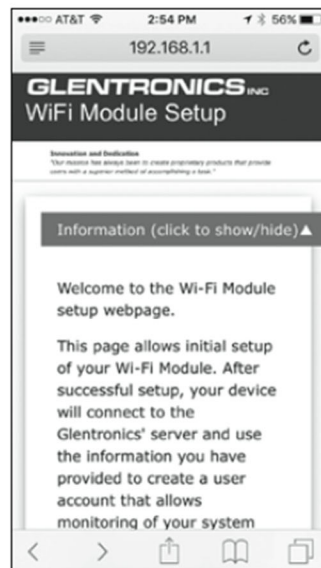 AT&T 2:54 PM 56%
192.168.1.1
GLENTRONICS INC
WiFi Module Setup
Innovation and Dedication
"Our mission has always been to create proprietary products that provide
users with a superior method of accomplishing a task."
Information (click to show/hide)▲
Welcome to the Wi-Fi Module
setup webpage.
This page allows initial setup
of your Wi-Fi Module. After
successful setup, your device
will connect to the
Glentronics' server and use
the information you have
provided to create a user
account that allows
monitoring of your system